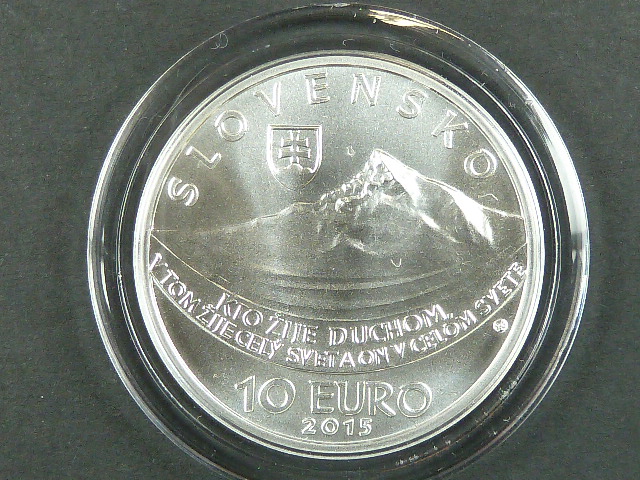 SLOVENSKO
KTO ŽIJE DUCHOM,
V TOM ŽIJE CELÝ SVET A ON V CELOM SVETE
10 EURO
2015